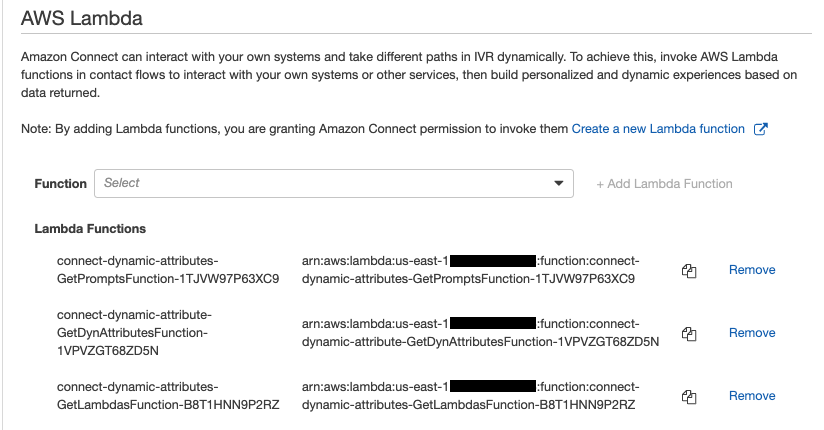 AWS Lambda
Amazon Connect can interact with your own systems and take different paths in IVR dynamically. To achieve this, invoke AWS Lambda
functions in contact flows to interact with your own systems or other services, then build personalized and dynamic experiences based on
data returned.
Note: By adding Lambda functions, you are granting Amazon Connect permission to invoke them Create a new Lambda function
Function Select + Add Lambda Function
Lambda Functions
connect-dynamic-attributes-
GetPromptsFunction-1TJVW97P63XC9
arn:aws:lambda:us-east-1 :function:connect-
dynamic-attributes-GetPromptsFunction-1TJVW97P63XC9
Remove
connect-dynamic-attribute-
GetDynAttributesFunction-
1VPVZGT68ZD5N
arn:aws:lambda:us-east-1 :function:connect-
dynamic-attribute-GetDynAttributesFunction-1VPVZGT68ZD5N
Remove
connect-dynamic-attributes-
GetLambdasFunction-B8T1HNN9P2RZ
arn:aws:lambda:us-east-1 :function:connect-
dynamic-attributes-GetLambdasFunction-B8T1HNN9P2RZ
Remove